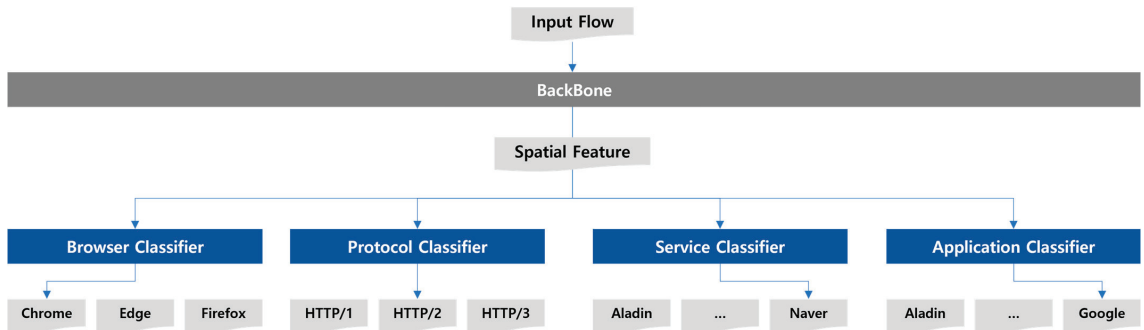 Input Flow
BackBone
Spatial Feature
Browser Classifier Protocol Classifier Service Classifier Application Classifier
Chrome Edge Firefox HTTP/1 HTTP/2 HTTP/3 Aladin ... Naver Aladin ... Google